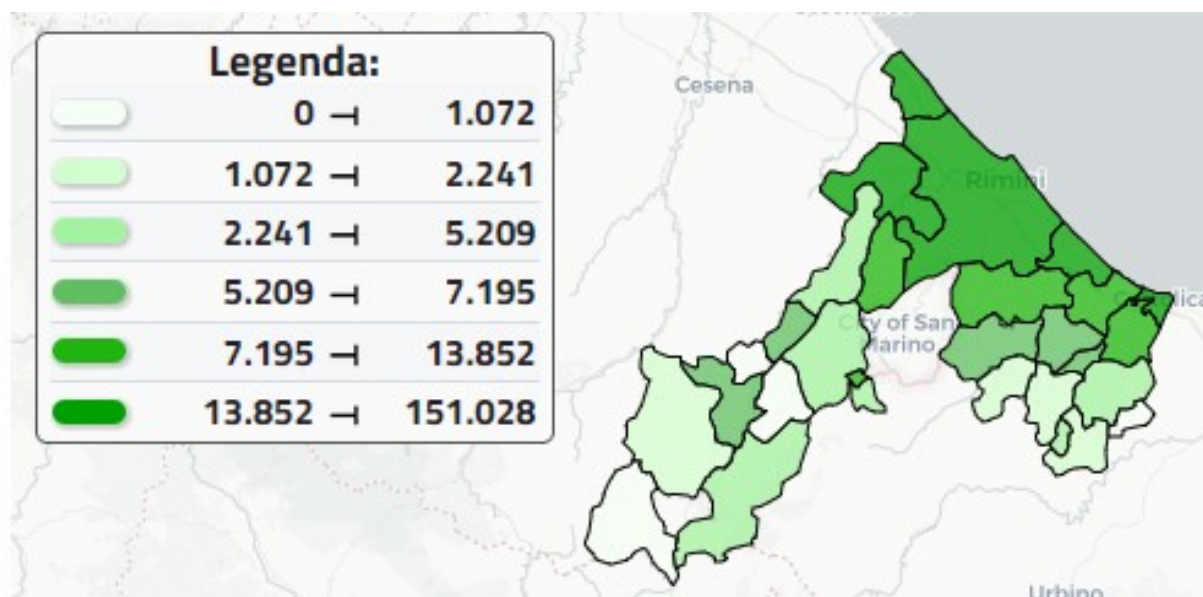 Legenda:
0 ⊣ 1.072
1.072 ⊣ 2.241
2.241 ⊣ 5.209
5.209 ⊣ 7.195
7.195 ⊣ 13.852
13.852 ⊣ 151.028
Cesena
Rimini
City of San
Marino
Urbino